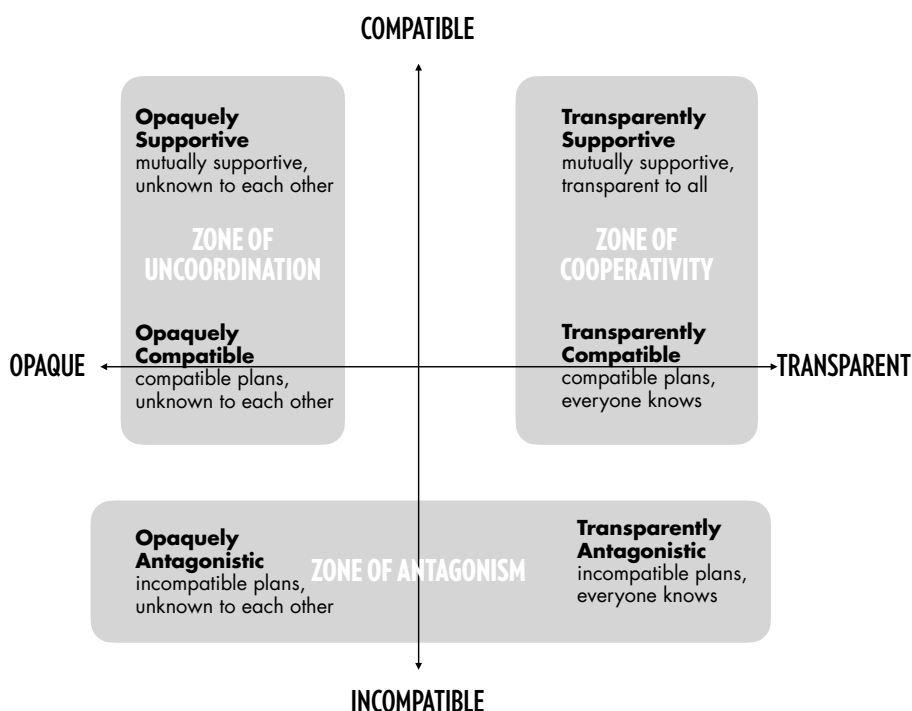 COMPATIBLE
Opaquely
Supportive
mutually supportive,
unknown to each other
Transparently
Supportive
mutually supportive,
transparent to all
ZONE OF
UNCOORDINATION
ZONE OF
COOPERATIVITY
Opaquely
Compatible
compatible plans,
unknown to each other
Transparently
Compatible
compatible plans,
everyone knows
OPAQUE
TRANSPARENT
Opaquely
Antagonistic
incompatible plans,
unknown to each other
ZONE OF ANTAGONISM
Transparently
Antagonistic
incompatible plans,
everyone knows
INCOMPATIBLE